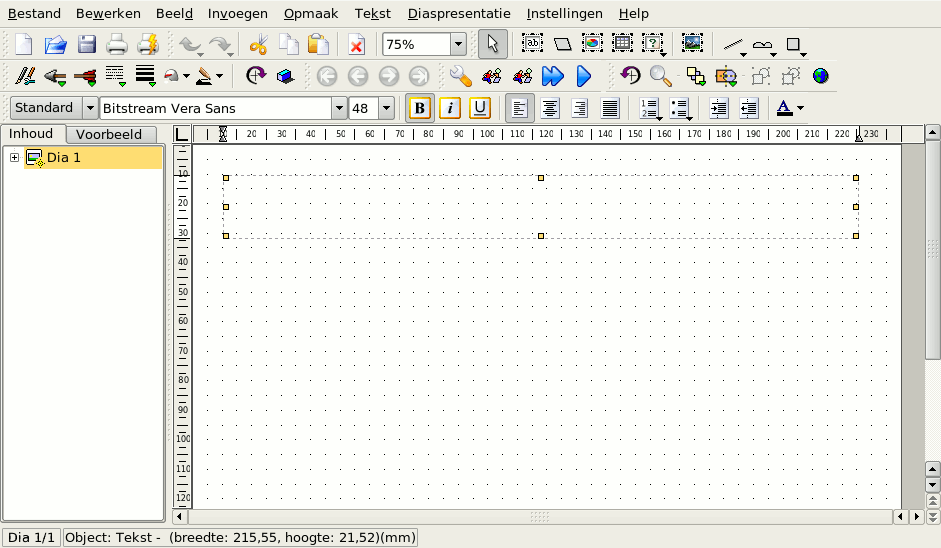 Bestand Bewerken Beeld Invoegen Opmaak Tekst Diaspresentatie Instellingen Help
75%
Standard Bitstream Vera Sans 48 B i U A
Inhoud Voorbeeld
20 30 40 50 60 70 80 90 100 110 120 130 140 150 160 170 180 190 200 210 220 230
Dia 1
10
20
30
40
50
60
70
80
90
100
110
120
Dia 1/1 Object: Tekst - (breedte: 215,55, hoogte: 21,52)(mm)